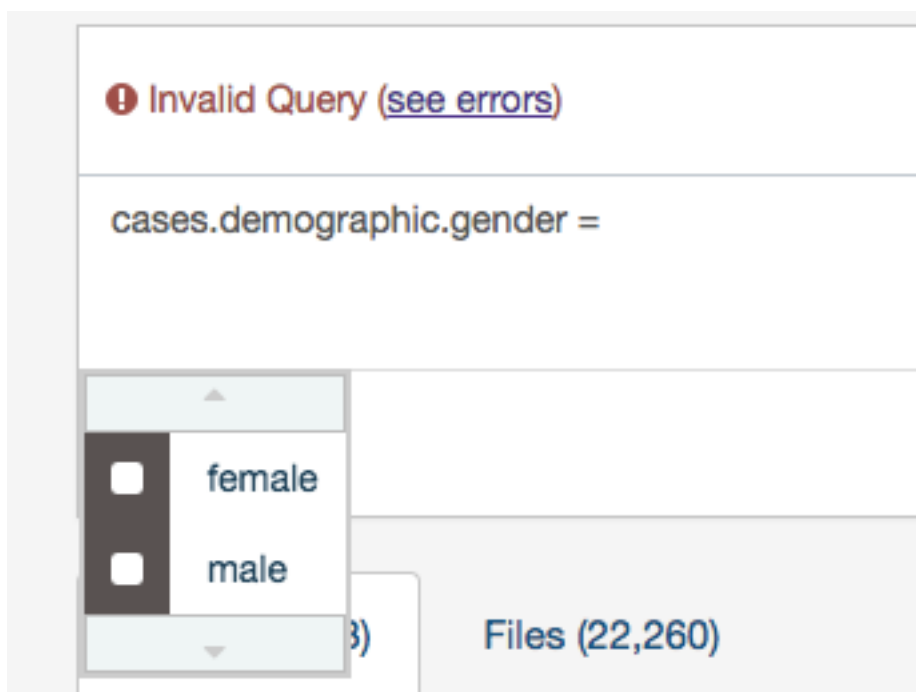 Invalid Query (see errors)
cases.demographic.gender =
female
male
Files (22,260)